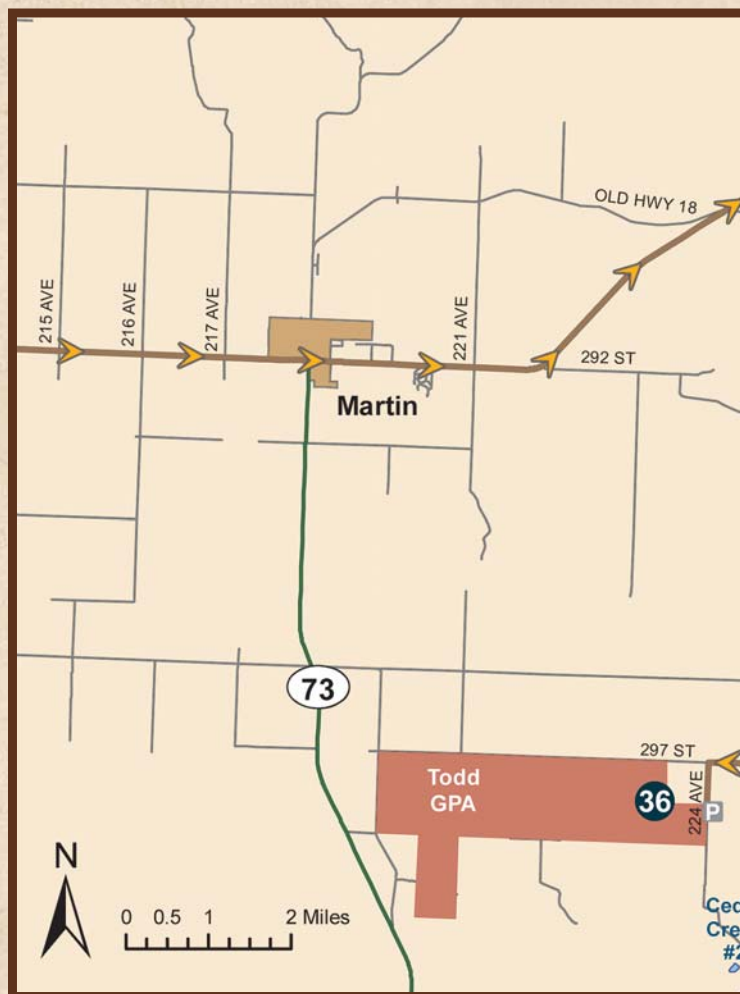 OLD HWY 18
215 AVE
216 AVE
217 AVE
221 AVE
292 ST
Martin
73
297 ST
Todd
GPA
36
224 AVE
P
N
0 0.5 1 2 Miles